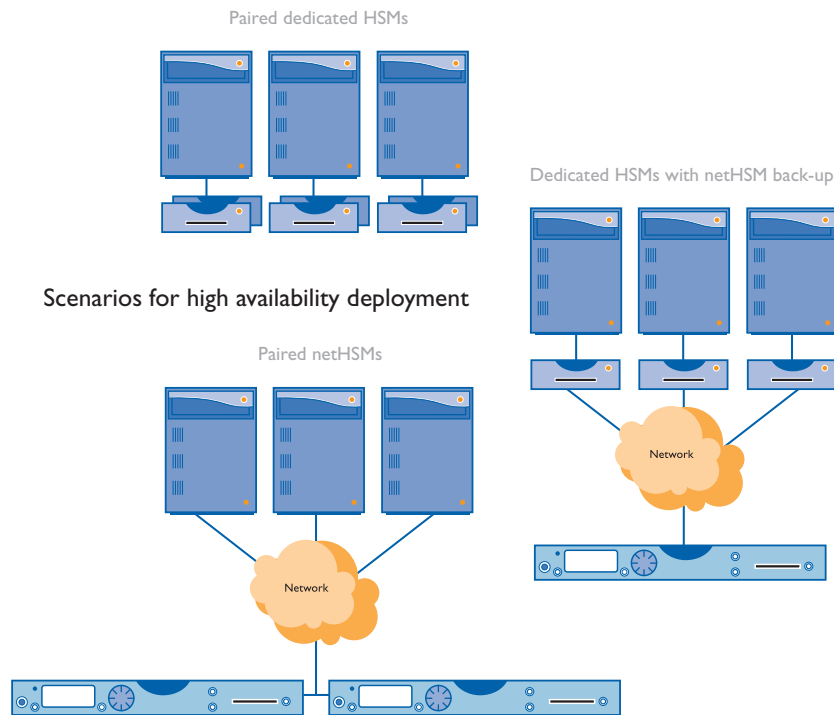 Paired dedicated HSMs
Dedicated HSMs with netHSM back-up
Scenarios for high availability deployment
Paired netHSMs
Network
Network